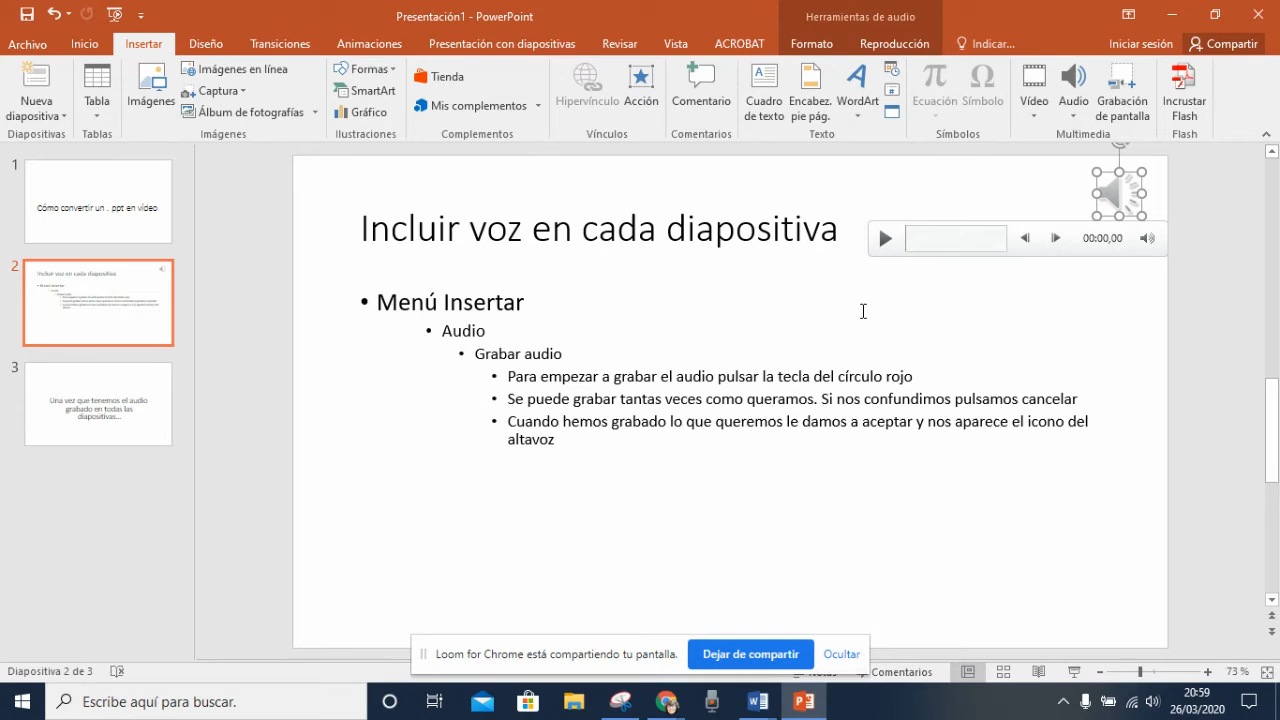 Presentación1 - PowerPoint
Herramientas de audio
Archivo Inicio Insertar Diseño Transiciones Animaciones Presentación con diapositivas Revisar Vista ACROBAT Formato Reproducción Indicar... Iniciar sesión Compartir
Nueva diapositiva
Diapositivas
Tabla
Tablas
Imágenes
Imágenes en línea
Captura
Álbum de fotografías
Imágenes
Formas
SmartArt
Gráfico
Ilustraciones
Tienda
Mis complementos
Complementos
Hipervínculo
Acción
Vínculos
Comentario
Comentarios
Cuadro de texto
Encabez. pie pág.
WordArt
Texto
Ecuación
Símbolo
Símbolos
Vídeo
Audio
Grabación de pantalla
Multimedia
Incrustar Flash
Flash
1
Cómo convertir un . ppt en vídeo
2
Incluir voz en cada diapositiva
3
Una vez que tenemos el audio
grabado en todas las
diapositivas...
Incluir voz en cada diapositiva
00:00,00
• Menú Insertar
• Audio
• Grabar audio
• Para empezar a grabar el audio pulsar la tecla del círculo rojo
• Se puede grabar tantas veces como queramos. Si nos confundimos pulsamos cancelar
• Cuando hemos grabado lo que queremos le damos a aceptar y nos aparece el icono del
altavoz
Loom for Chrome está compartiendo tu pantalla. Dejar de compartir Ocultar
Diapositiva 2 de 3
Comentarios
73 %
Escribe aquí para buscar.
20:59
26/03/2020